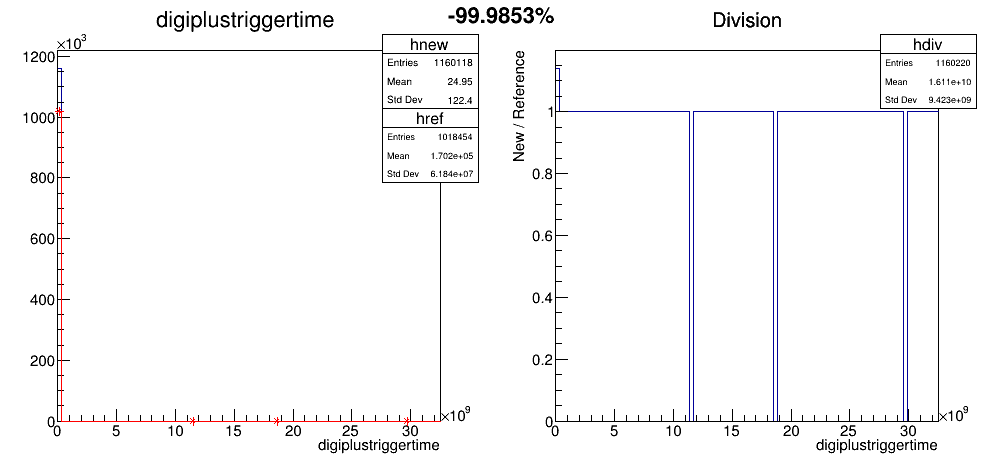 digiplustriggertime
-99.9853%
Division
×10³
hnew
Entries 1160118
Mean 24.95
Std Dev 122.4
href
Entries 1018454
Mean 1.702e+05
Std Dev 6.184e+07
1200
1000
800
600
400
200
0
0 5 10 15 20 25 30
×10⁹
digiplustriggertime
hdiv
Entries 1160220
Mean 1.611e+10
Std Dev 9.423e+09
New / Reference
1
0.8
0.6
0.4
0.2
0
0 5 10 15 20 25 30
×10⁹
digiplustriggertime